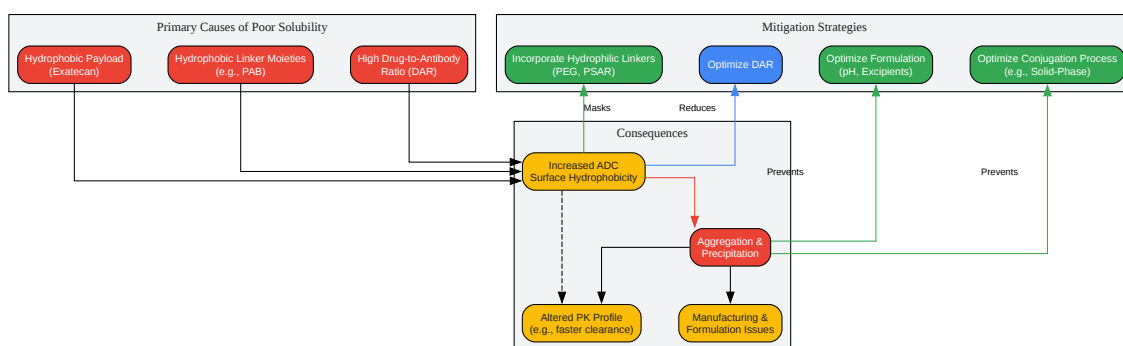 Primary Causes of Poor Solubility
Hydrophobic Payload
(Exatecan)
Hydrophobic Linker Moieties
(e.g., PAB)
High Drug-to-Antibody
Ratio (DAR)
Mitigation Strategies
Incorporate Hydrophilic Linkers
(PEG, PSAR)
Optimize DAR
Optimize Formulation
(pH, Excipients)
Optimize Conjugation Process
(e.g., Solid-Phase)
Masks
Reduces
Prevents
Prevents
Consequences
Increased ADC
Surface Hydrophobicity
Aggregation &
Precipitation
Altered PK Profile
(e.g., faster clearance)
Manufacturing &
Formulation Issues